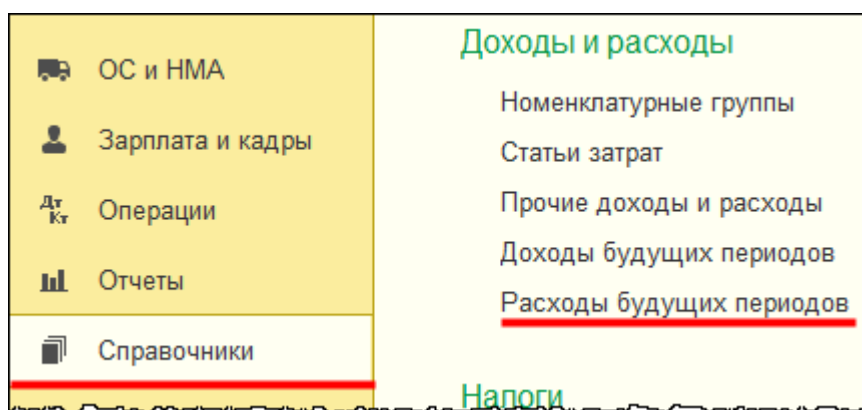 ОС и НМА
Зарплата и кадры
Дт Кт
Операции
Отчеты
Справочники
Доходы и расходы
Номенклатурные группы
Статьи затрат
Прочие доходы и расходы
Доходы будущих периодов
Расходы будущих периодов
Налоги